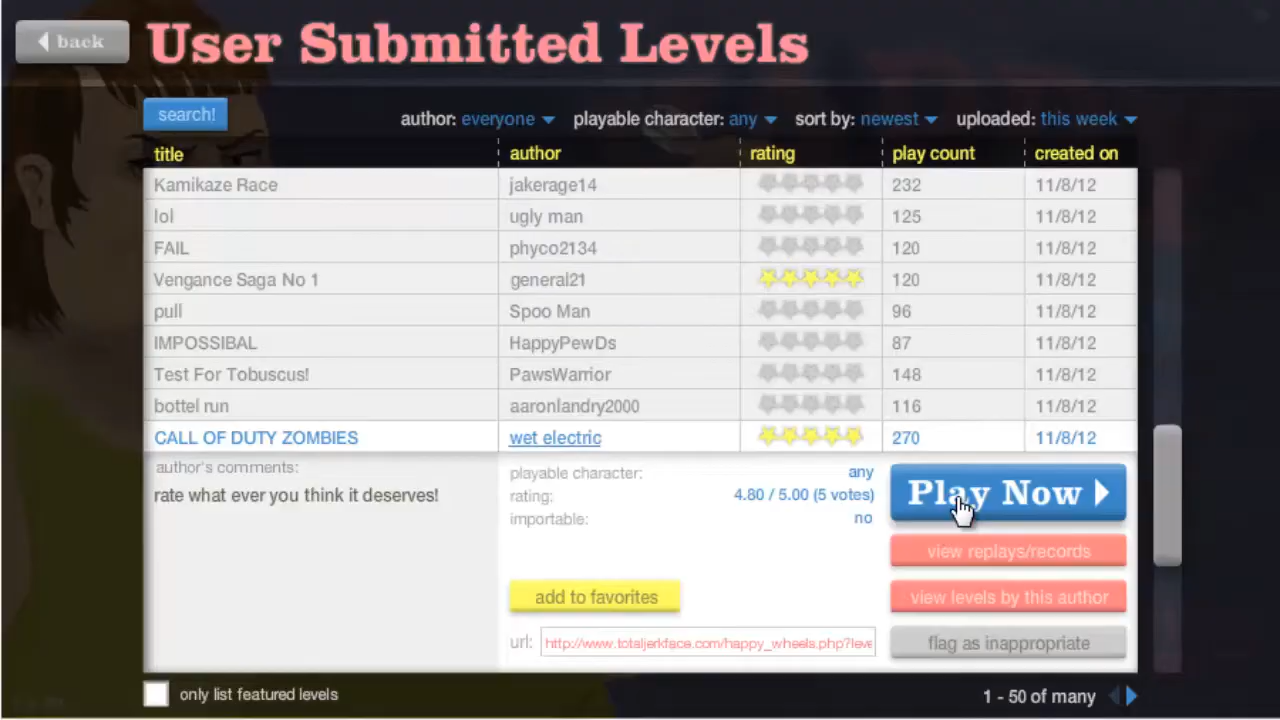 back
User Submitted Levels
search!
author: everyone playable character: any sort by: newest uploaded: this week
title author rating play count created on
Kamikaze Race jakerage14 232 11/8/12
lol ugly man 125 11/8/12
FAIL phyco2134 120 11/8/12
Vengance Saga No 1 general21 120 11/8/12
pull Spoo Man 96 11/8/12
IMPOSSIBAL HappyPewDs 87 11/8/12
Test For Tobuscus! PawsWarrior 148 11/8/12
bottel run aaronlandry2000 116 11/8/12
CALL OF DUTY ZOMBIES wet electric 270 11/8/12
author's comments:
rate what ever you think it deserves!
playable character: any
rating: 4.80 / 5.00 (5 votes)
importable: no
Play Now
view replays/records
add to favorites
view levels by this author
url: http://www.totaljerkface.com/happy_wheels.php?leve
flag as inappropriate
only list featured levels
1 - 50 of many